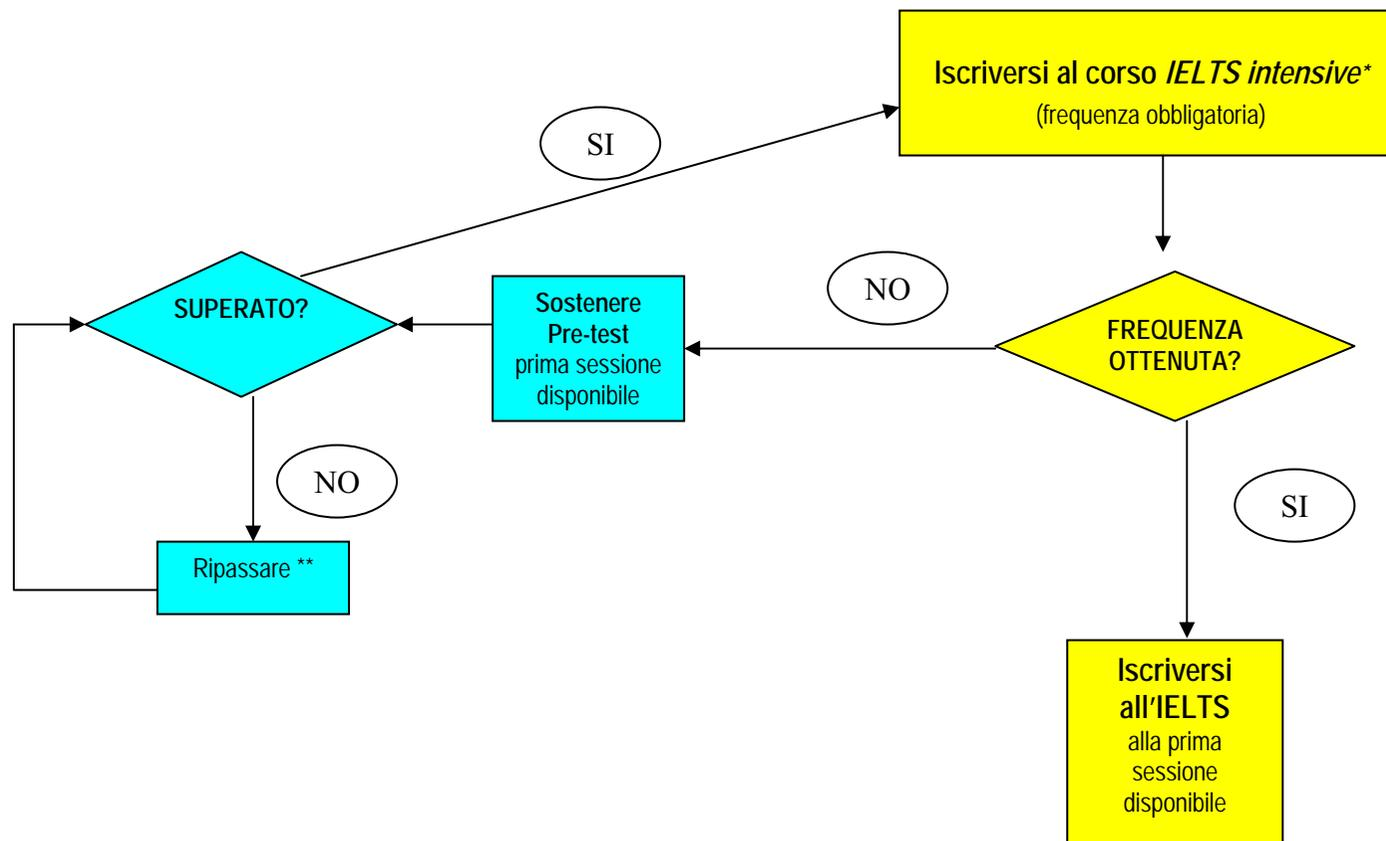 Iscriversi al corso IELTS intensive*
(frequenza obbligatoria)
SI
SUPERATO?
Sostenere
Pre-test
prima sessione
disponibile
NO
FREQUENZA
OTTENUTA?
NO
SI
Ripassare **
Iscriversi
all'IELTS
alla prima
sessione
disponibile